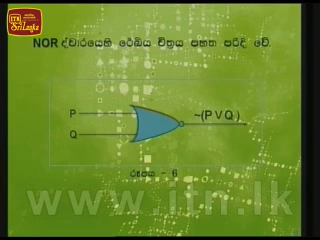 ITN
Sri Lanka
NOR ද්වාරයෙහි රේඛීය චිත්‍රය පහත පරිදි වේ.
P
~(P V Q )
Q
රූපය - 6
www.itn.lk